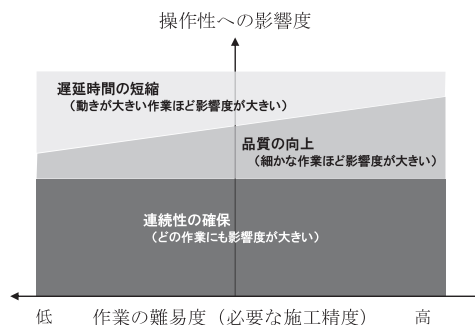 操作性への影響度
遅延時間の短縮
（動きが大きい作業ほど影響度が大きい）
品質の向上
（細かな作業ほど影響度が大きい）
連続性の確保
（どの作業にも影響度が大きい）
低 作業の難易度（必要な施工精度） 高